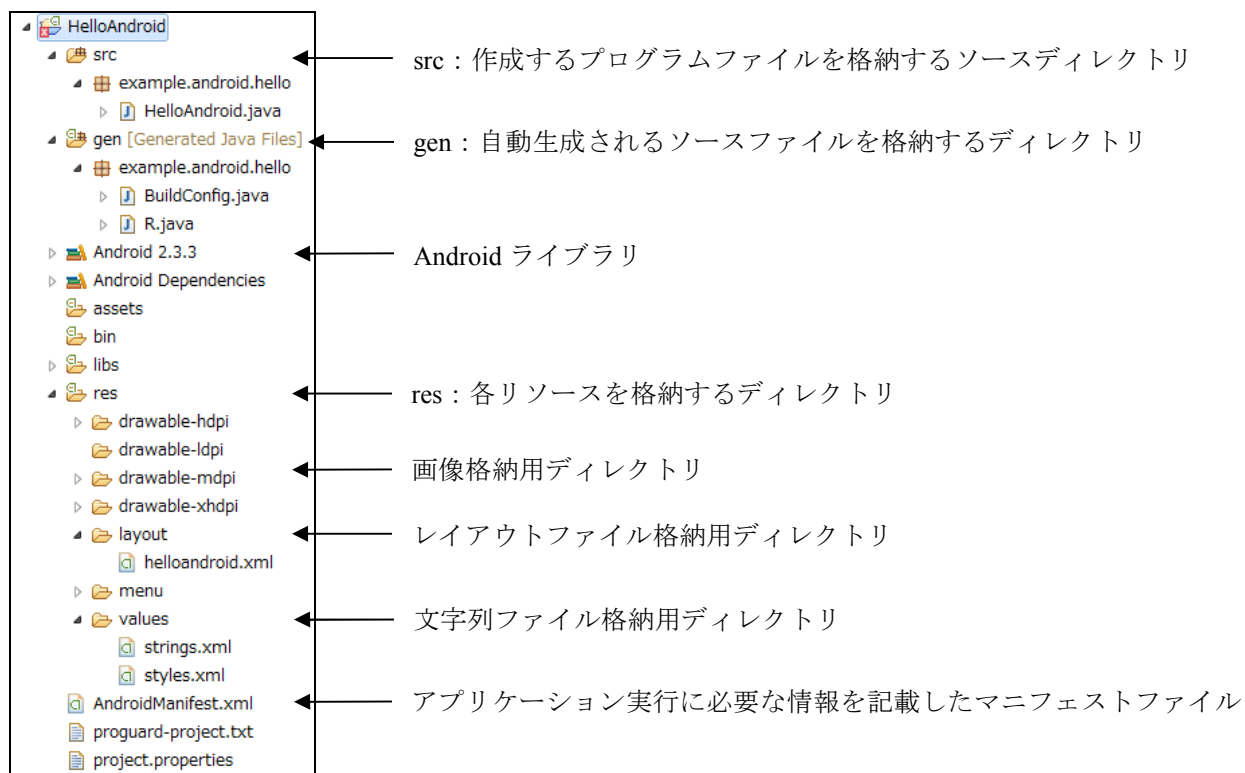 HelloAndroid
src
src：作成するプログラムファイルを格納するソースディレクトリ
example.android.hello
HelloAndroid.java
gen [Generated Java Files]
gen：自動生成されるソースファイルを格納するディレクトリ
example.android.hello
BuildConfig.java
R.java
Android 2.3.3
Android ライブラリ
Android Dependencies
assets
bin
libs
res
res：各リソースを格納するディレクトリ
drawable-hdpi
drawable-ldpi
drawable-mdpi
画像格納用ディレクトリ
drawable-xhdpi
layout
レイアウトファイル格納用ディレクトリ
helloandroid.xml
menu
values
文字列ファイル格納用ディレクトリ
strings.xml
styles.xml
AndroidManifest.xml
アプリケーション実行に必要な情報を記載したマニフェストファイル
proguard-project.txt
project.properties